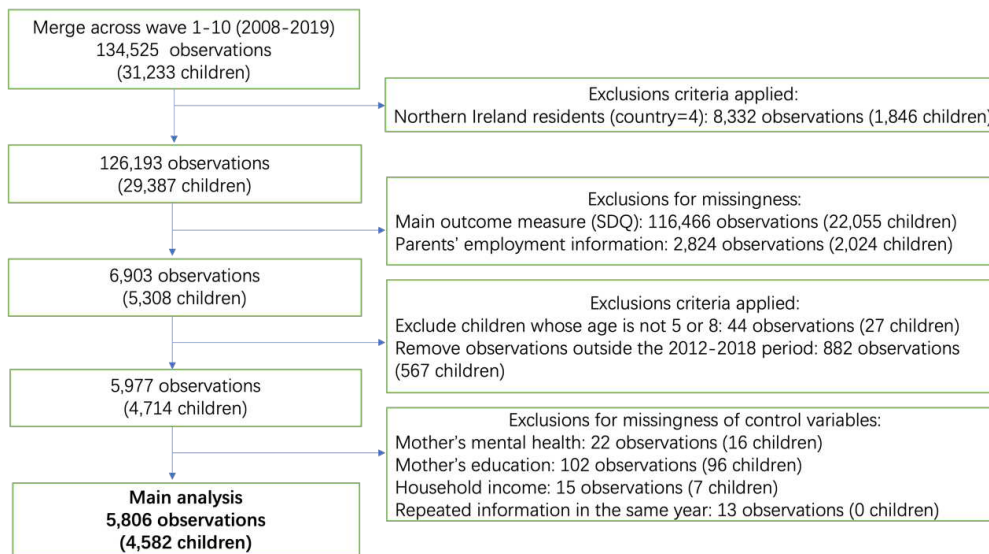 Merge across wave 1-10 (2008-2019)
134,525 observations
(31,233 children)
Exclusions criteria applied:
Northern Ireland residents (country=4): 8,332 observations (1,846 children)
126,193 observations
(29,387 children)
Exclusions for missingness:
Main outcome measure (SDQ): 116,466 observations (22,055 children)
Parents' employment information: 2,824 observations (2,024 children)
6,903 observations
(5,308 children)
Exclusions criteria applied:
Exclude children whose age is not 5 or 8: 44 observations (27 children)
Remove observations outside the 2012-2018 period: 882 observations
(567 children)
5,977 observations
(4,714 children)
Exclusions for missingness of control variables:
Mother's mental health: 22 observations (16 children)
Mother's education: 102 observations (96 children)
Household income: 15 observations (7 children)
Repeated information in the same year: 13 observations (0 children)
Main analysis
5,806 observations
(4,582 children)